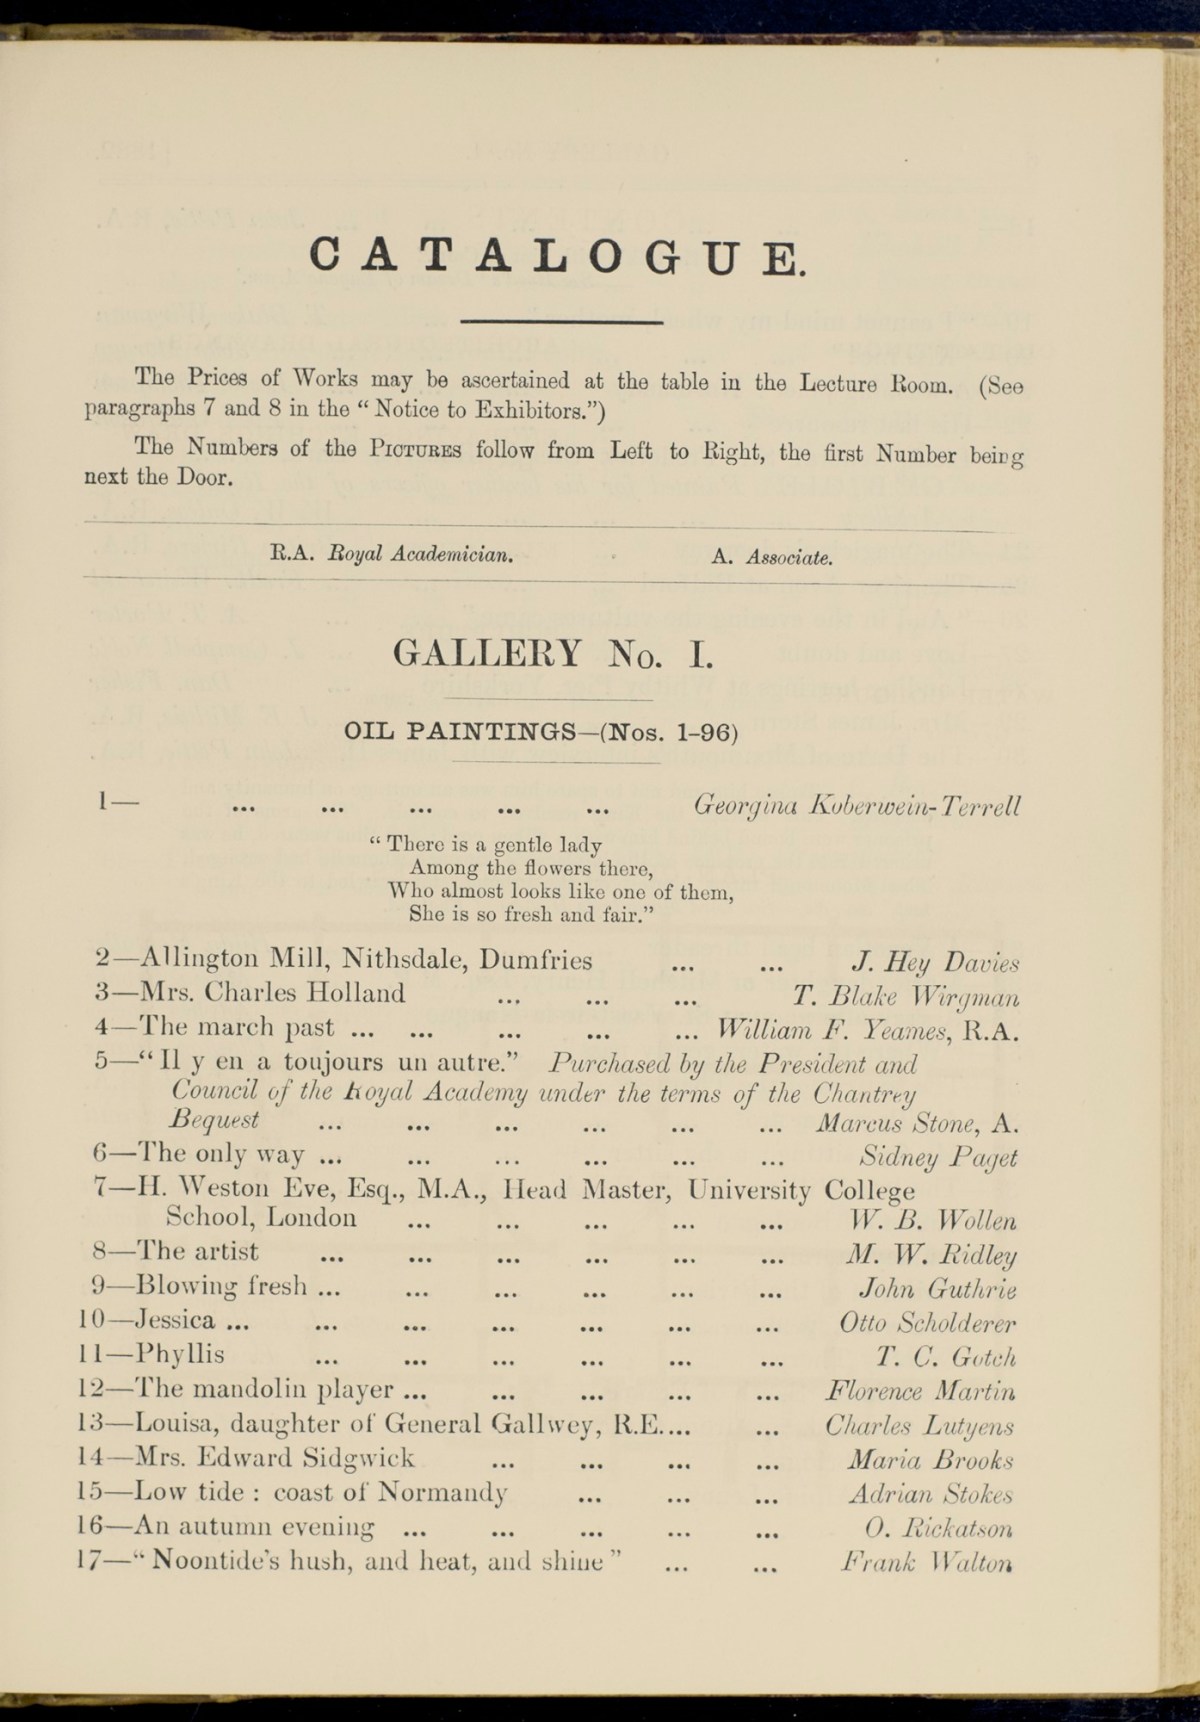 CATALOGUE.
The Prices of Works may be ascertained at the table in the Lecture Room. (See
paragraphs 7 and 8 in the “Notice to Exhibitors.”)
The Numbers of the PICTURES follow from Left to Right, the first Number being
next the Door.
R.A. Royal Academician. A. Associate.
GALLERY No. I.
OIL PAINTINGS—(Nos. 1-96)
1— ... ... ... ... ... Georgina Koberwein-Terrell
“There is a gentle lady
Among the flowers there,
Who almost looks like one of them,
She is so fresh and fair.”
2—Allington Mill, Nithsdale, Dumfries ... ... J. Hey Davies
3—Mrs. Charles Holland ... ... ... T. Blake Wirgman
4—The march past ... ... ... ... ... William F. Yeames, R.A.
5—“Il y en a toujours un autre.” Purchased by the President and
Council of the Royal Academy under the terms of the Chantrey
Bequest ... ... ... ... ... ... Marcus Stone, A.
6—The only way ... ... ... ... ... ... Sidney Paget
7—H. Weston Eve, Esq., M.A., Head Master, University College
School, London ... ... ... ... ... W. B. Wollen
8—The artist ... ... ... ... ... ... M. W. Ridley
9—Blowing fresh ... ... ... ... ... ... John Guthrie
10—Jessica ... ... ... ... ... ... ... Otto Scholderer
11—Phyllis ... ... ... ... ... ... T. C. Gotch
12—The mandolin player ... ... ... ... ... Florence Martin
13—Louisa, daughter of General Gallwey, R.E.... ... Charles Lutyens
14—Mrs. Edward Sidgwick ... ... ... ... Maria Brooks
15—Low tide : coast of Normandy ... ... ... Adrian Stokes
16—An autumn evening ... ... ... ... ... O. Rickatson
17—“Noontide's hush, and heat, and shine” ... ... Frank Walton